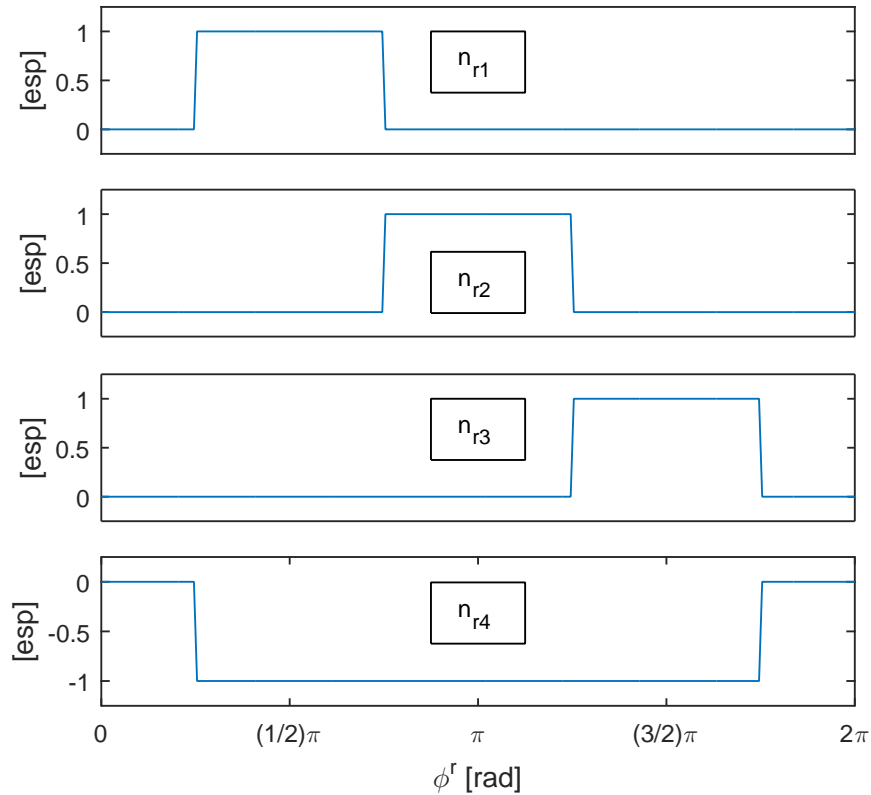 [esp]
1
0.5
0
n_r1
[esp]
1
0.5
0
n_r2
[esp]
1
0.5
0
n_r3
[esp]
0
-0.5
-1
n_r4
0 (1/2)π π (3/2)π 2π
ϕ^r [rad]